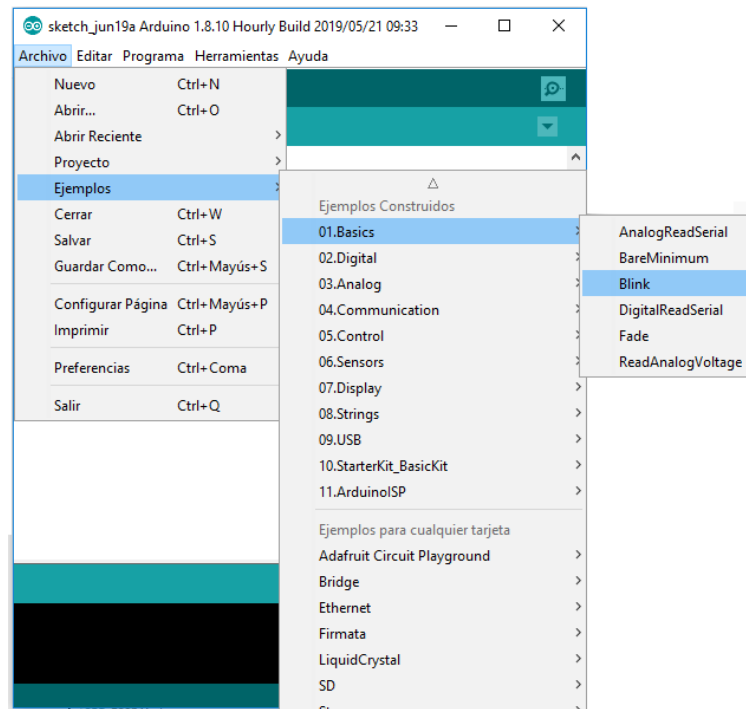 sketch_jun19a Arduino 1.8.10 Hourly Build 2019/05/21 09:33
Archivo Editar Programa Herramientas Ayuda
Nuevo Ctrl+N
Abrir... Ctrl+O
Abrir Reciente
Proyecto
Ejemplos
Cerrar Ctrl+W
Salvar Ctrl+S
Guardar Como... Ctrl+Mayús+S
Configurar Página Ctrl+Mayús+P
Imprimir Ctrl+P
Preferencias Ctrl+Coma
Salir Ctrl+Q
Ejemplos Construidos
01.Basics
02.Digital
03.Analog
04.Communication
05.Control
06.Sensors
07.Display
08.Strings
09.USB
10.StarterKit_BasicKit
11.ArduinoISP
Ejemplos para cualquier tarjeta
Adafruit Circuit Playground
Bridge
Ethernet
Firmata
LiquidCrystal
SD
AnalogReadSerial
BareMinimum
Blink
DigitalReadSerial
Fade
ReadAnalogVoltage